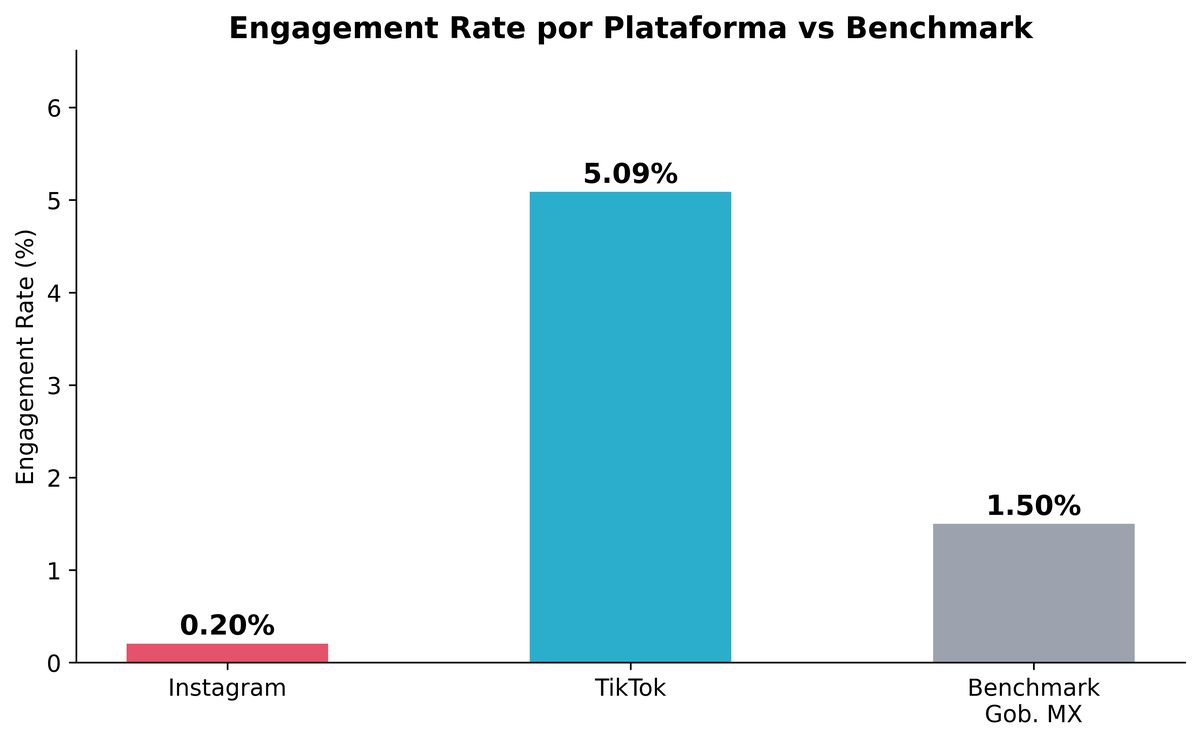 Engagement Rate por Plataforma vs Benchmark
Engagement Rate (%)
6
5
4
3
2
1
0
0.20%
5.09%
1.50%
Instagram
TikTok
Benchmark
Gob. MX